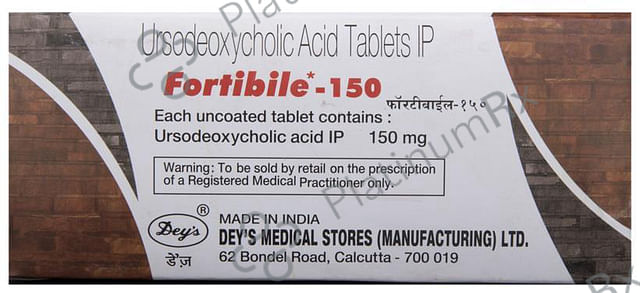 Ursodeoxycholic Acid Tablets IP
Fortibile*-150
फॉरटीबाईल-१५०
Each uncoated tablet contains :
Ursodeoxycholic acid IP 150 mg
Warning: To be sold by retail on the prescription
of a Registered Medical Practitioner only.
Dey's ®
डे'ज़
MADE IN INDIA
DEY'S MEDICAL STORES (MANUFACTURING) LTD.
62 Bondel Road, Calcutta - 700 019
PlatinumRx